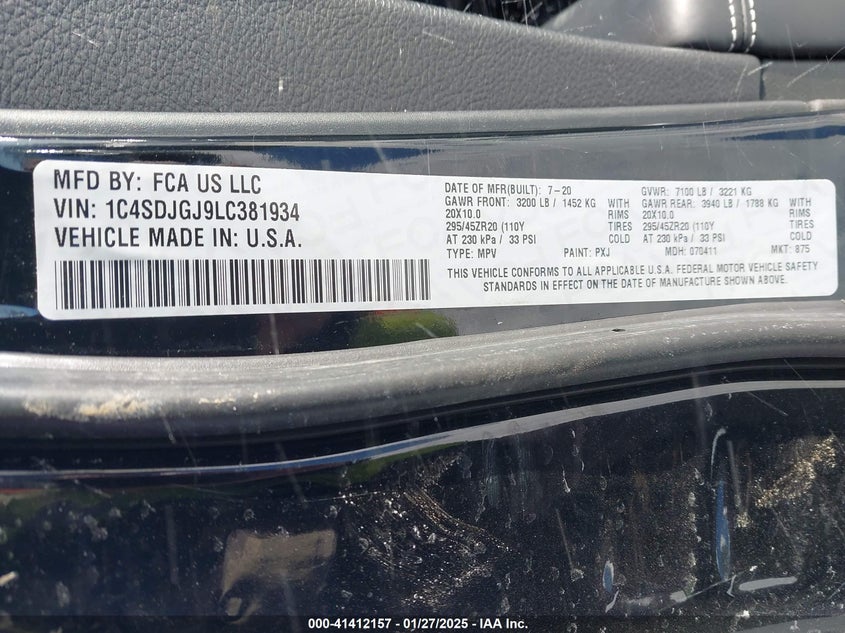 MFD BY: FCA US LLC
VIN: 1C4SDJGJ9LC381934
VEHICLE MADE IN: U.S.A.
DATE OF MFR(BUILT): 7-20 GVWR: 7100 LB / 3221 KG
GAWR FRONT: 3200 LB / 1452 KG WITH GAWR REAR: 3940 LB / 1788 KG WITH
20X10.0 RIMS 20X10.0 RIMS
295/45ZR20 (110Y TIRES 295/45ZR20 (110Y TIRES
AT 230 kPa / 33 PSI COLD AT 230 kPa / 33 PSI COLD
TYPE: MPV PAINT: PXJ MDH: 070411 MKT: 875
THIS VEHICLE CONFORMS TO ALL APPLICABLE U.S.A. FEDERAL MOTOR VEHICLE SAFETY
STANDARDS IN EFFECT ON THE DATE OF MANUFACTURE SHOWN ABOVE.
000-41412157 - 01/27/2025 - IAA Inc.